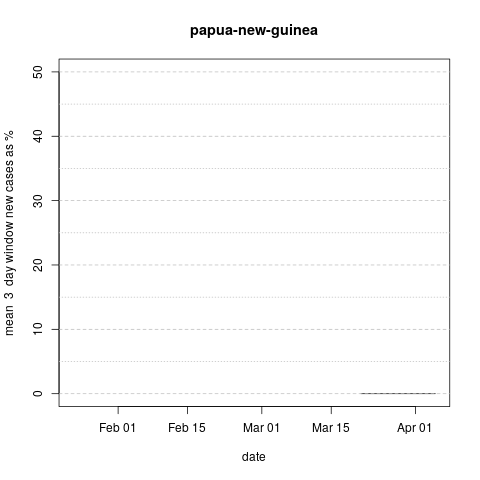 papua-new-guinea
mean 3 day window new cases as %
50
40
30
20
10
0
Feb 01 Feb 15 Mar 01 Mar 15 Apr 01
date